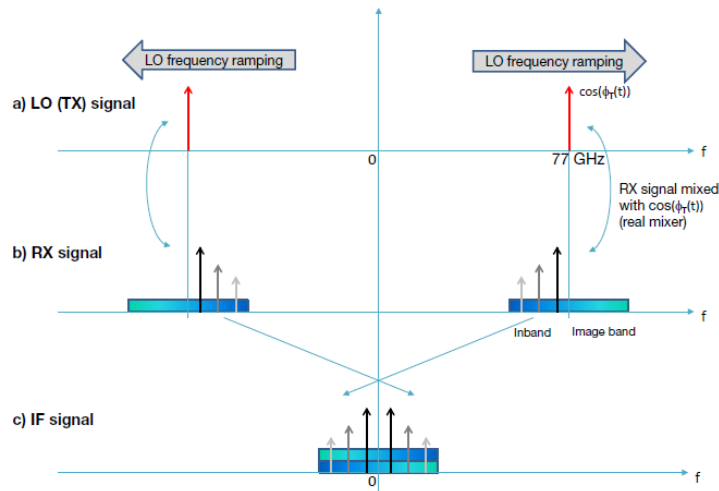 LO frequency ramping
LO frequency ramping
a) LO (TX) signal
cos(ϕT(t))
0
77 GHz
f
RX signal mixed
with cos(ϕT(t))
(real mixer)
b) RX signal
f
Inband
Image band
c) IF signal
0
f